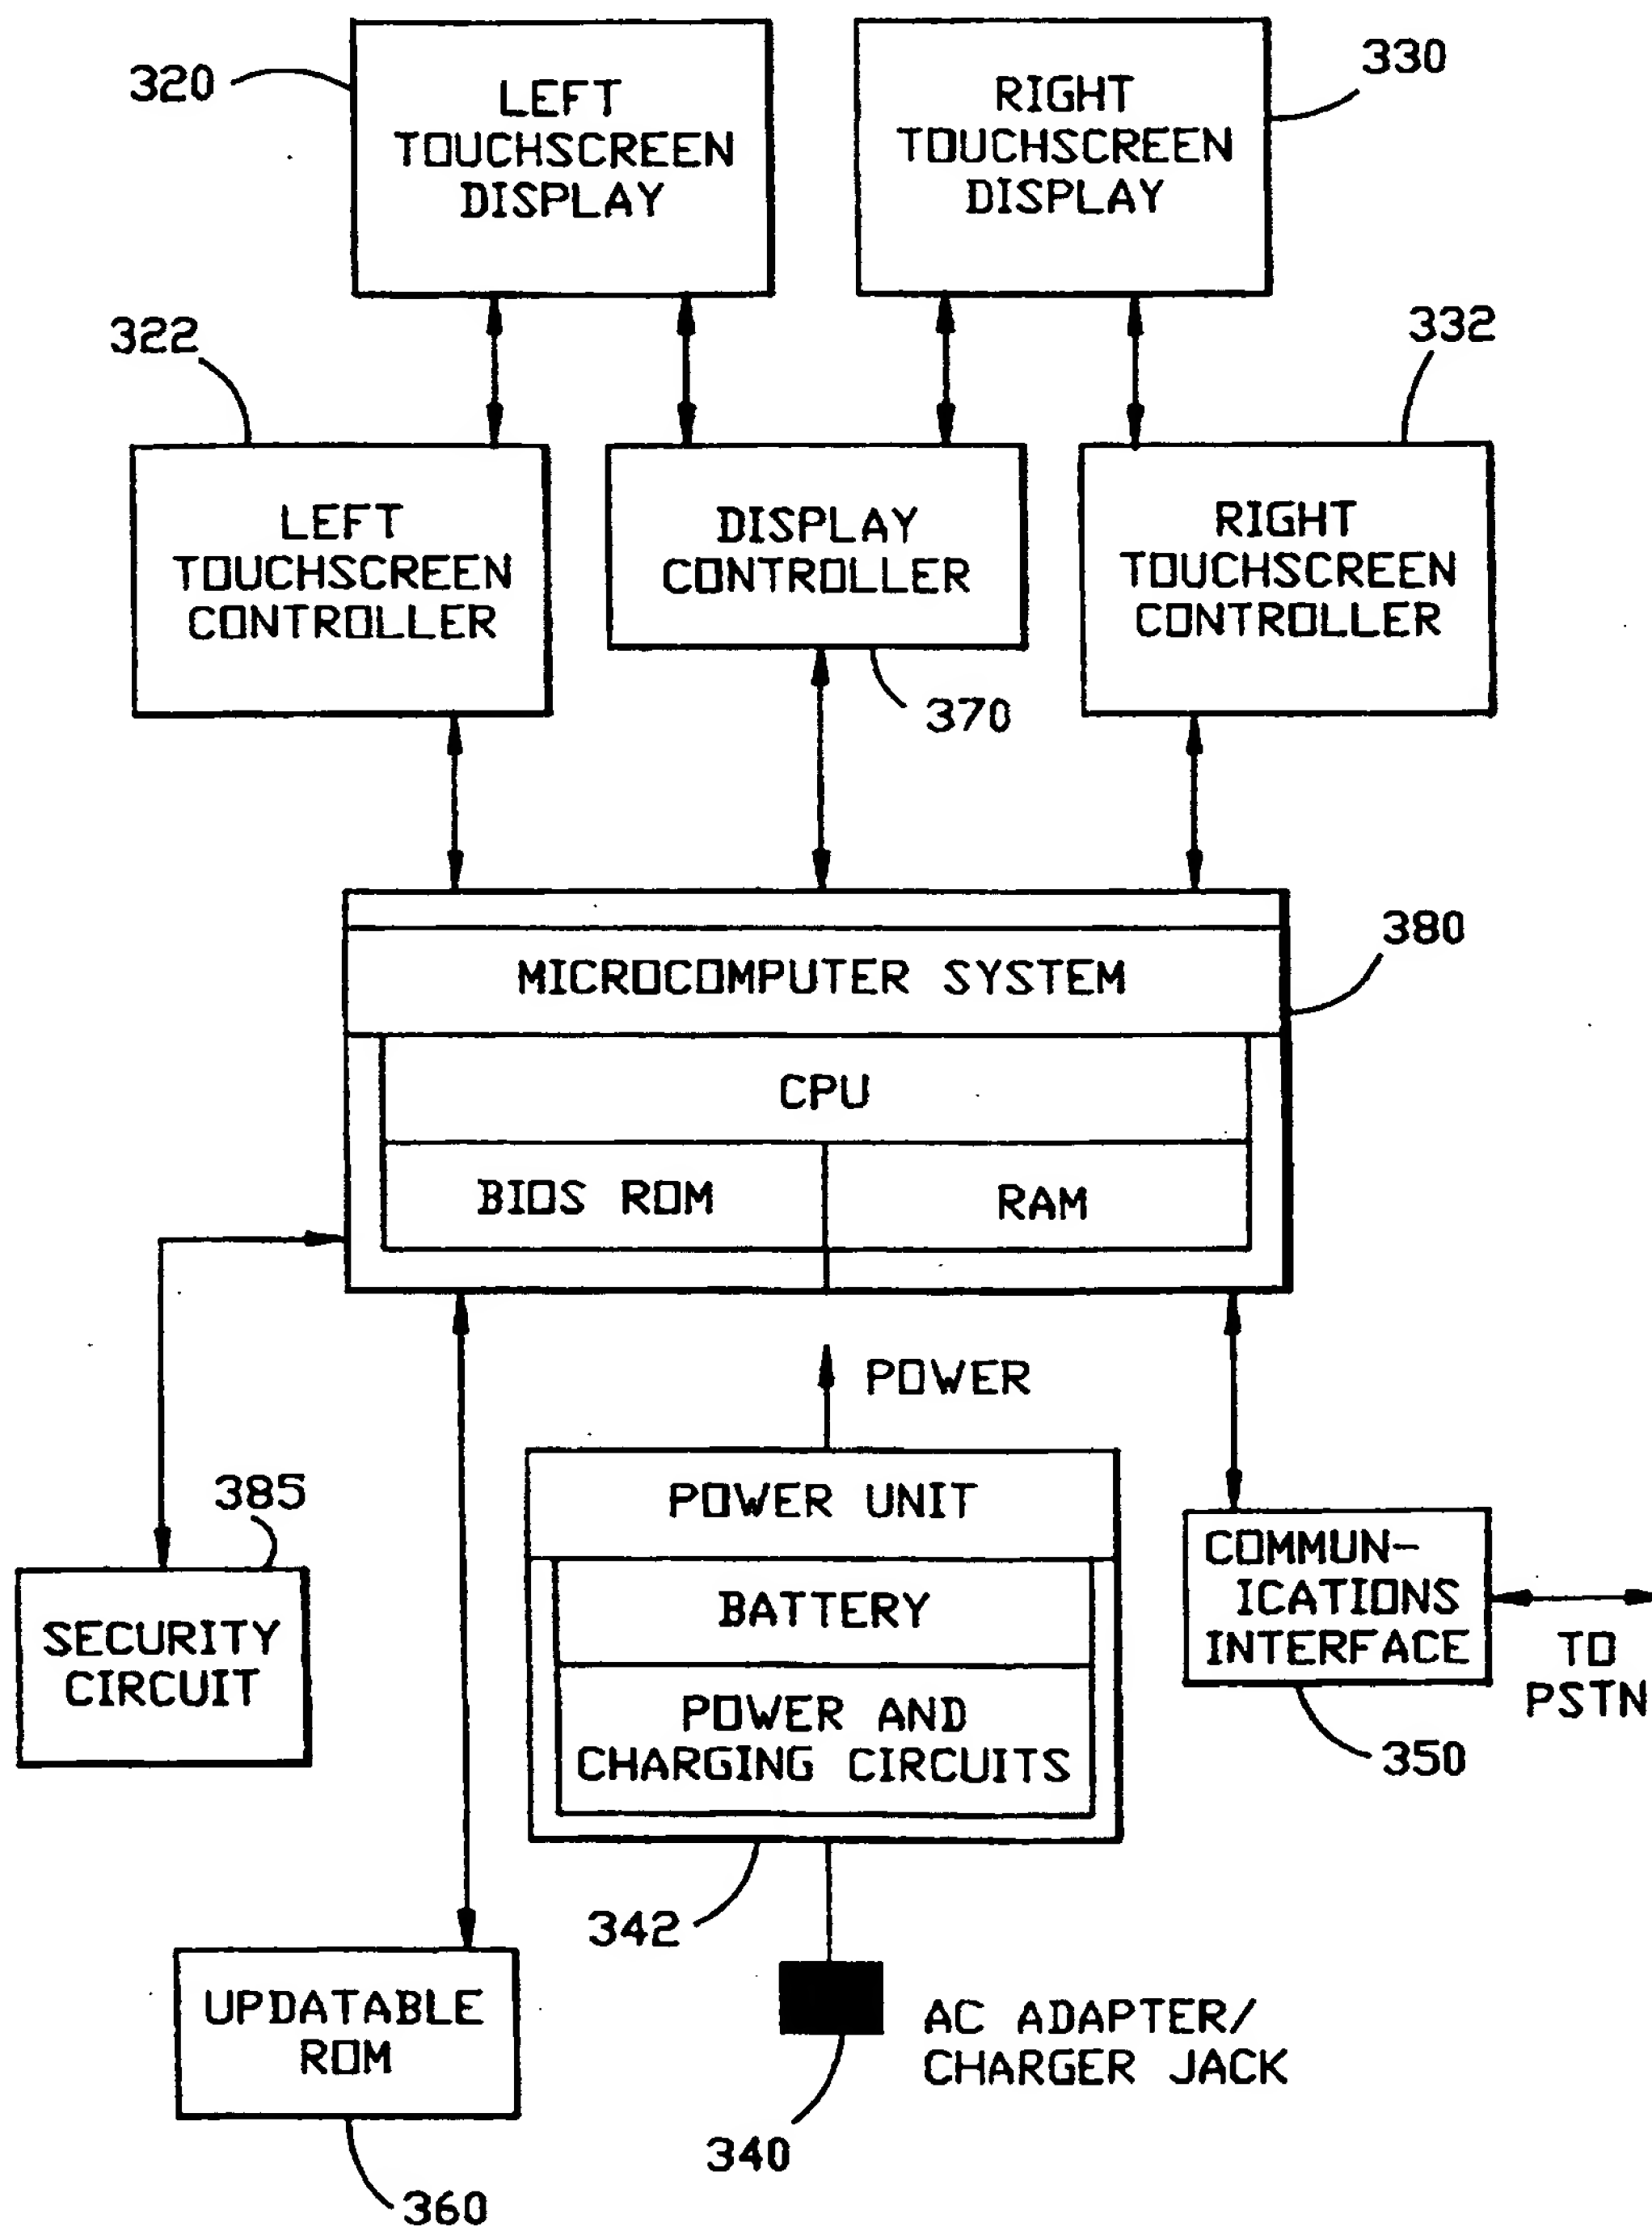 320
LEFT
TOUCHSCREEN
DISPLAY
RIGHT
TOUCHSCREEN
DISPLAY
330
322
332
LEFT
TOUCHSCREEN
CONTROLLER
DISPLAY
CONTROLLER
RIGHT
TOUCHSCREEN
CONTROLLER
370
380
MICROCOMPUTER SYSTEM
CPU
BIOS ROM
RAM
POWER
385
SECURITY
CIRCUIT
POWER UNIT
BATTERY
POWER AND
CHARGING CIRCUITS
COMMUN-
ICATIONS
INTERFACE
TO
PSTN
350
342
UPDATABLE
ROM
AC ADAPTER/
CHARGER JACK
340
360